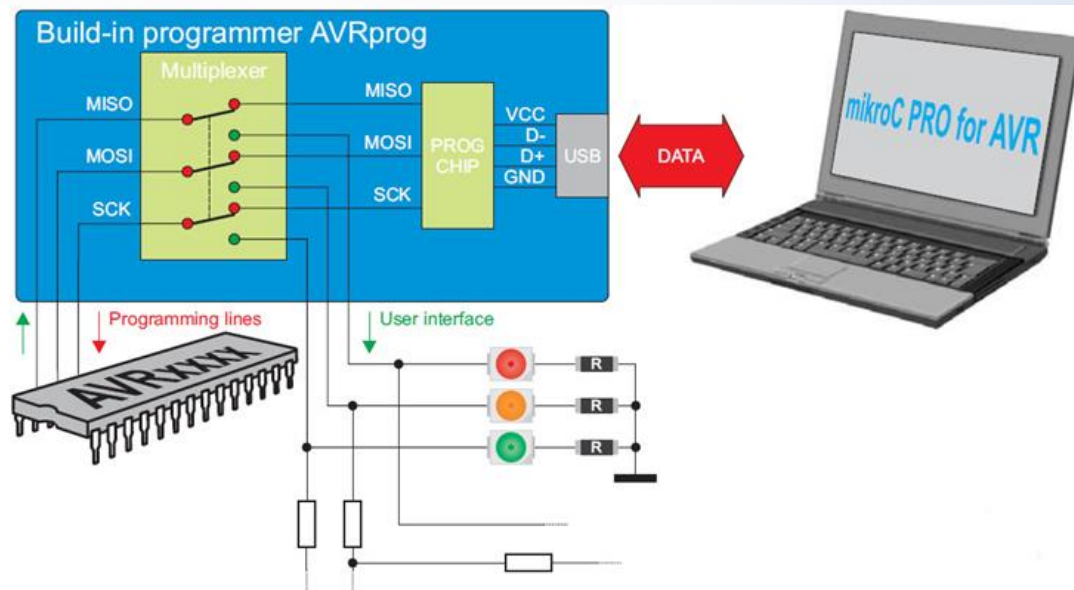 Build-in programmer AVRprog
Multiplexer
MISO
MOSI
SCK
MISO
MOSI
SCK
PROG
CHIP
VCC
D-
D+
GND
USB
DATA
mikroC PRO for AVR
Programming lines
User interface
AVRxxxx
R
R
R